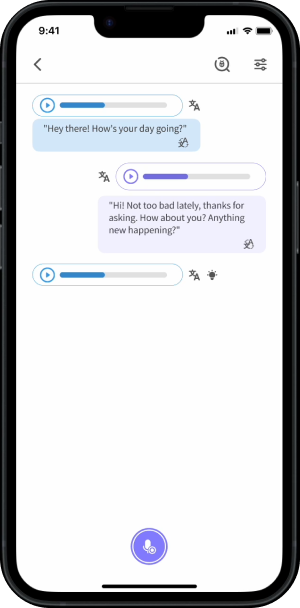 9:41
"Hey there! How's your day going?"
"Hi! Not too bad lately, thanks for
asking. How about you? Anything
new happening?"